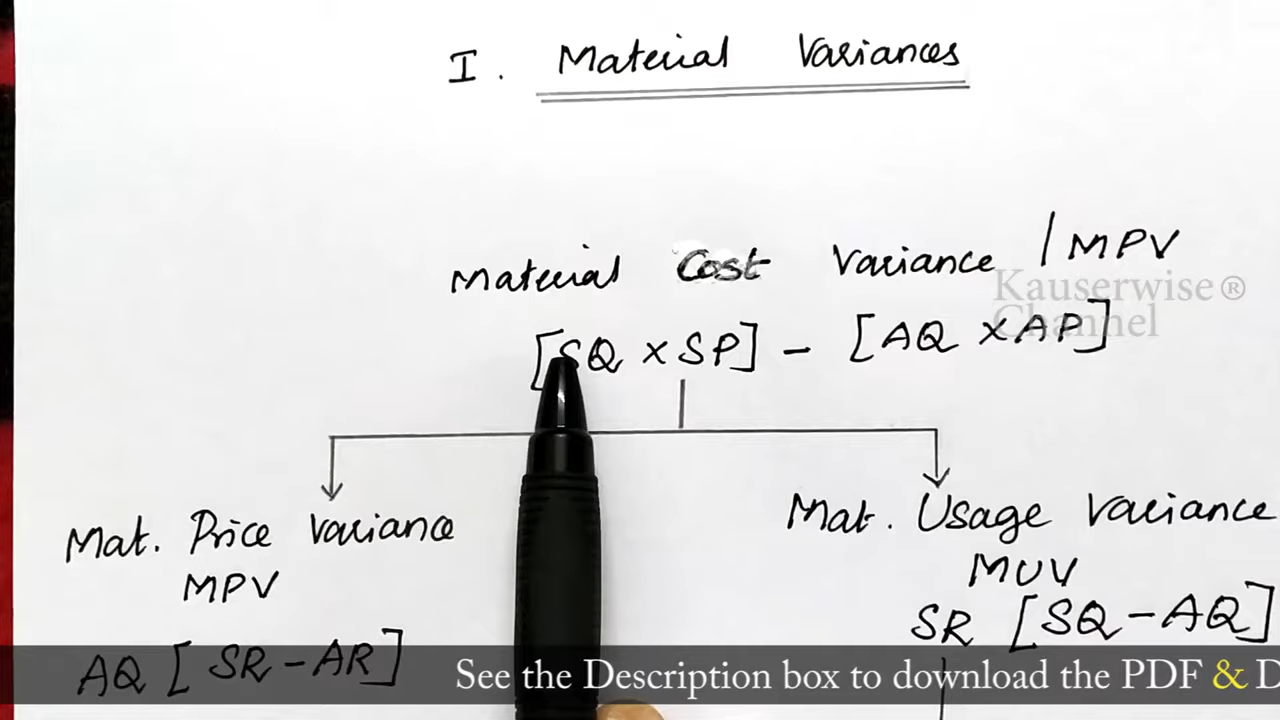 I. Material Variances
Material Cost Variance / MPV
Kauserwise®
Channel
[SQ × SP] - [AQ × AP]
Mat. Price Variance
MPV
AQ [SR - AR]
Mat. Usage Variance
MUV
SR [SQ - AQ]
See the Description box to download the PDF & D